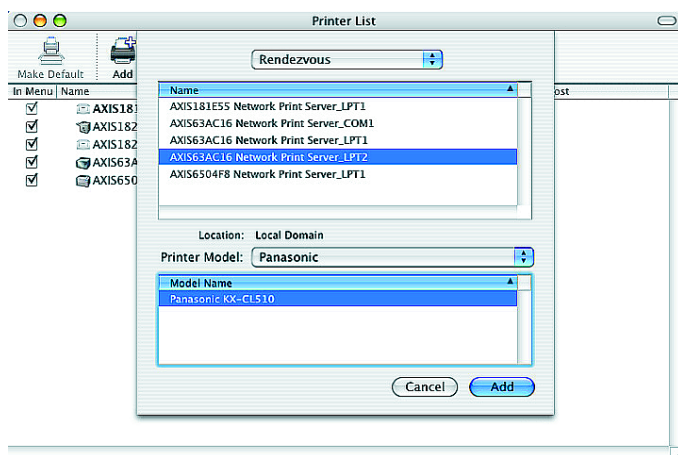 Printer List
Rendezvous
Make Default
Add
In Menu
Name
Name
AXIS181
AXIS181E55 Network Print Server_LPT1
AXIS182
AXIS63AC16 Network Print Server_COM1
AXIS182
AXIS63AC16 Network Print Server_LPT1
AXIS63A
AXIS63AC16 Network Print Server_LPT2
AXIS650
AXIS6504F8 Network Print Server_LPT1
Location: Local Domain
Printer Model: Panasonic
Model Name
Panasonic KX-CL510
Cancel
Add